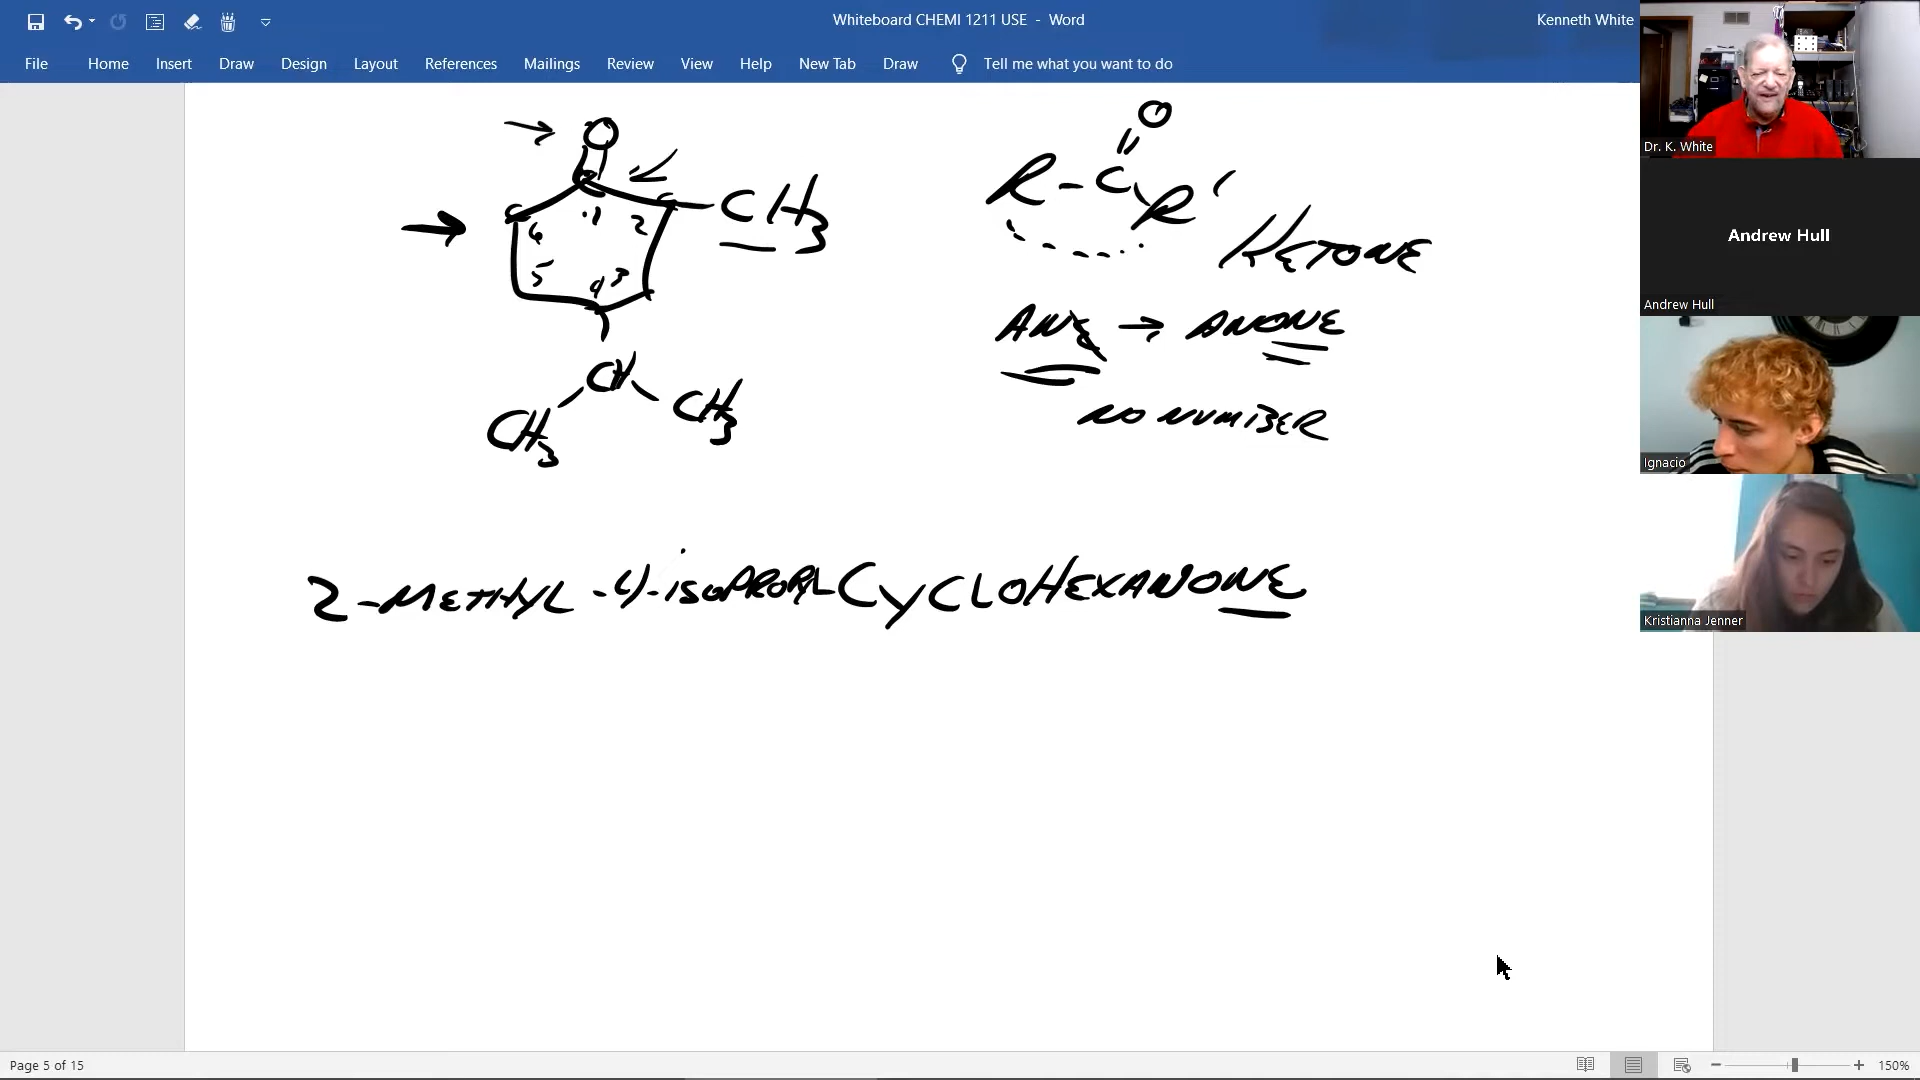 Whiteboard CHEMI 1211 USE - Word
Kenneth White
File Home Insert Draw Design Layout References Mailings Review View Help New Tab Draw Tell me what you want to do
O
1 2 3 4 5 6
CH3
CH
CH3 CH3
O
R-C R'
KETONE
ANE → ANONE
NO NUMBER
2-METHYL-4-ISOPROPYLCYCLOHEXANONE
Dr. K. White
Andrew Hull
Andrew Hull
Ignacio
Kristianna Jenner
Page 5 of 15
150%